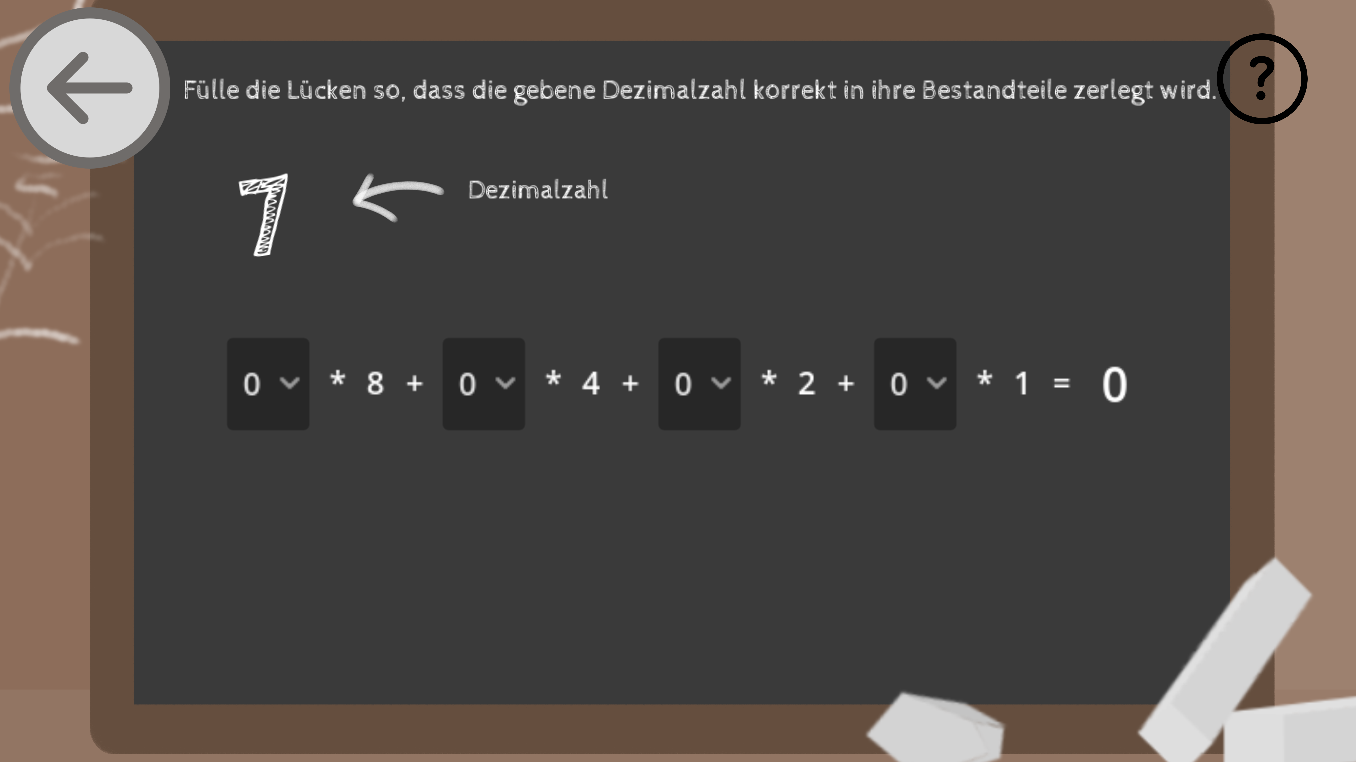 Fülle die Lücken so, dass die gebene Dezimalzahl korrekt in ihre Bestandteile zerlegt wird.
?
7 Dezimalzahl
0 * 8 + 0 * 4 + 0 * 2 + 0 * 1 = 0